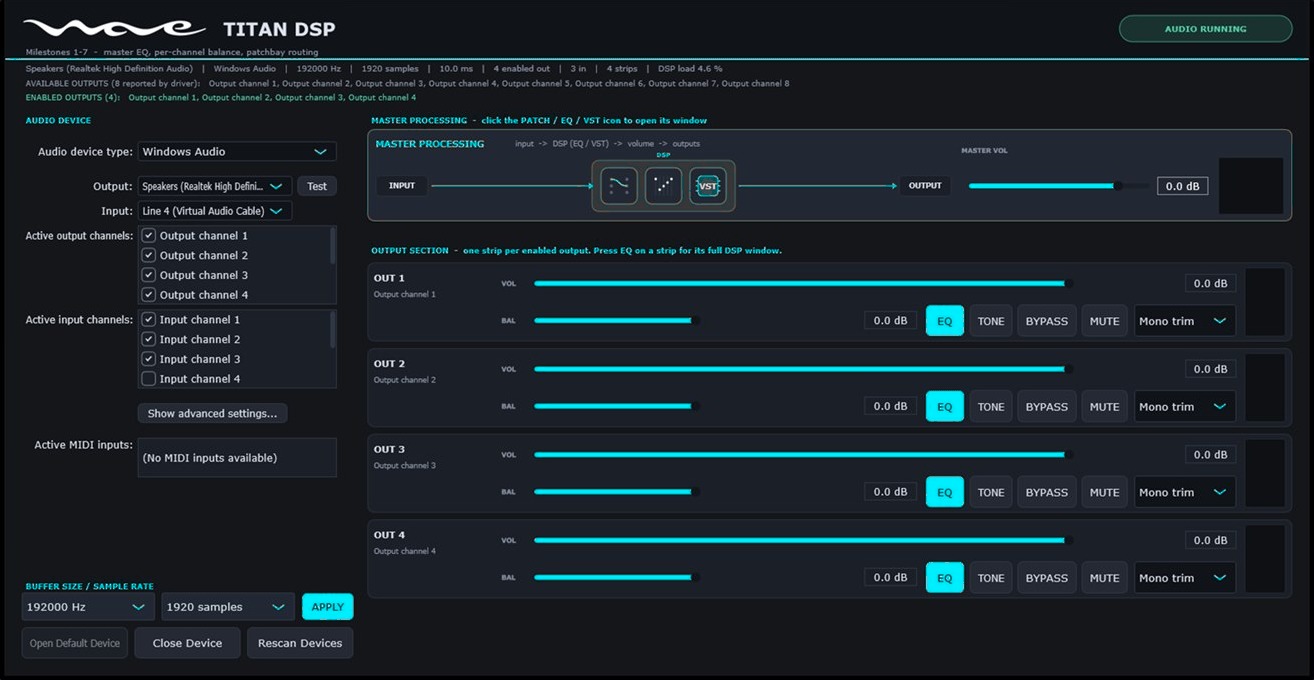 Wave TITAN DSP
AUDIO RUNNING
Milestones 1-7 - master EQ, per-channel balance, patchbay routing
Speakers (Realtek High Definition Audio) | Windows Audio | 192000 Hz | 1920 samples | 10.0 ms | 4 enabled out | 3 in | 4 strips | DSP load 4.6 %
AVAILABLE OUTPUTS (8 reported by driver): Output channel 1, Output channel 2, Output channel 3, Output channel 4, Output channel 5, Output channel 6, Output channel 7, Output channel 8
ENABLED OUTPUTS (4): Output channel 1, Output channel 2, Output channel 3, Output channel 4
AUDIO DEVICE
Audio device type: Windows Audio
Output: Speakers (Realtek High Defini... Test
Input: Line 4 (Virtual Audio Cable)
Active output channels: Output channel 1
Output channel 2
Output channel 3
Output channel 4
Active input channels: Input channel 1
Input channel 2
Input channel 3
Input channel 4
Show advanced settings...
Active MIDI inputs: (No MIDI inputs available)
BUFFER SIZE / SAMPLE RATE
192000 Hz 1920 samples APPLY
Open Default Device Close Device Rescan Devices
MASTER PROCESSING - click the PATCH / EQ / VST icon to open its window
MASTER PROCESSING input -> DSP (EQ / VST) -> volume -> outputs
DSP
MASTER VOL
INPUT VST OUTPUT 0.0 dB
OUTPUT SECTION - one strip per enabled output. Press EQ on a strip for its full DSP window.
OUT 1 VOL 0.0 dB
Output channel 1
BAL 0.0 dB EQ TONE BYPASS MUTE Mono trim
OUT 2 VOL 0.0 dB
Output channel 2
BAL 0.0 dB EQ TONE BYPASS MUTE Mono trim
OUT 3 VOL 0.0 dB
Output channel 3
BAL 0.0 dB EQ TONE BYPASS MUTE Mono trim
OUT 4 VOL 0.0 dB
Output channel 4
BAL 0.0 dB EQ TONE BYPASS MUTE Mono trim